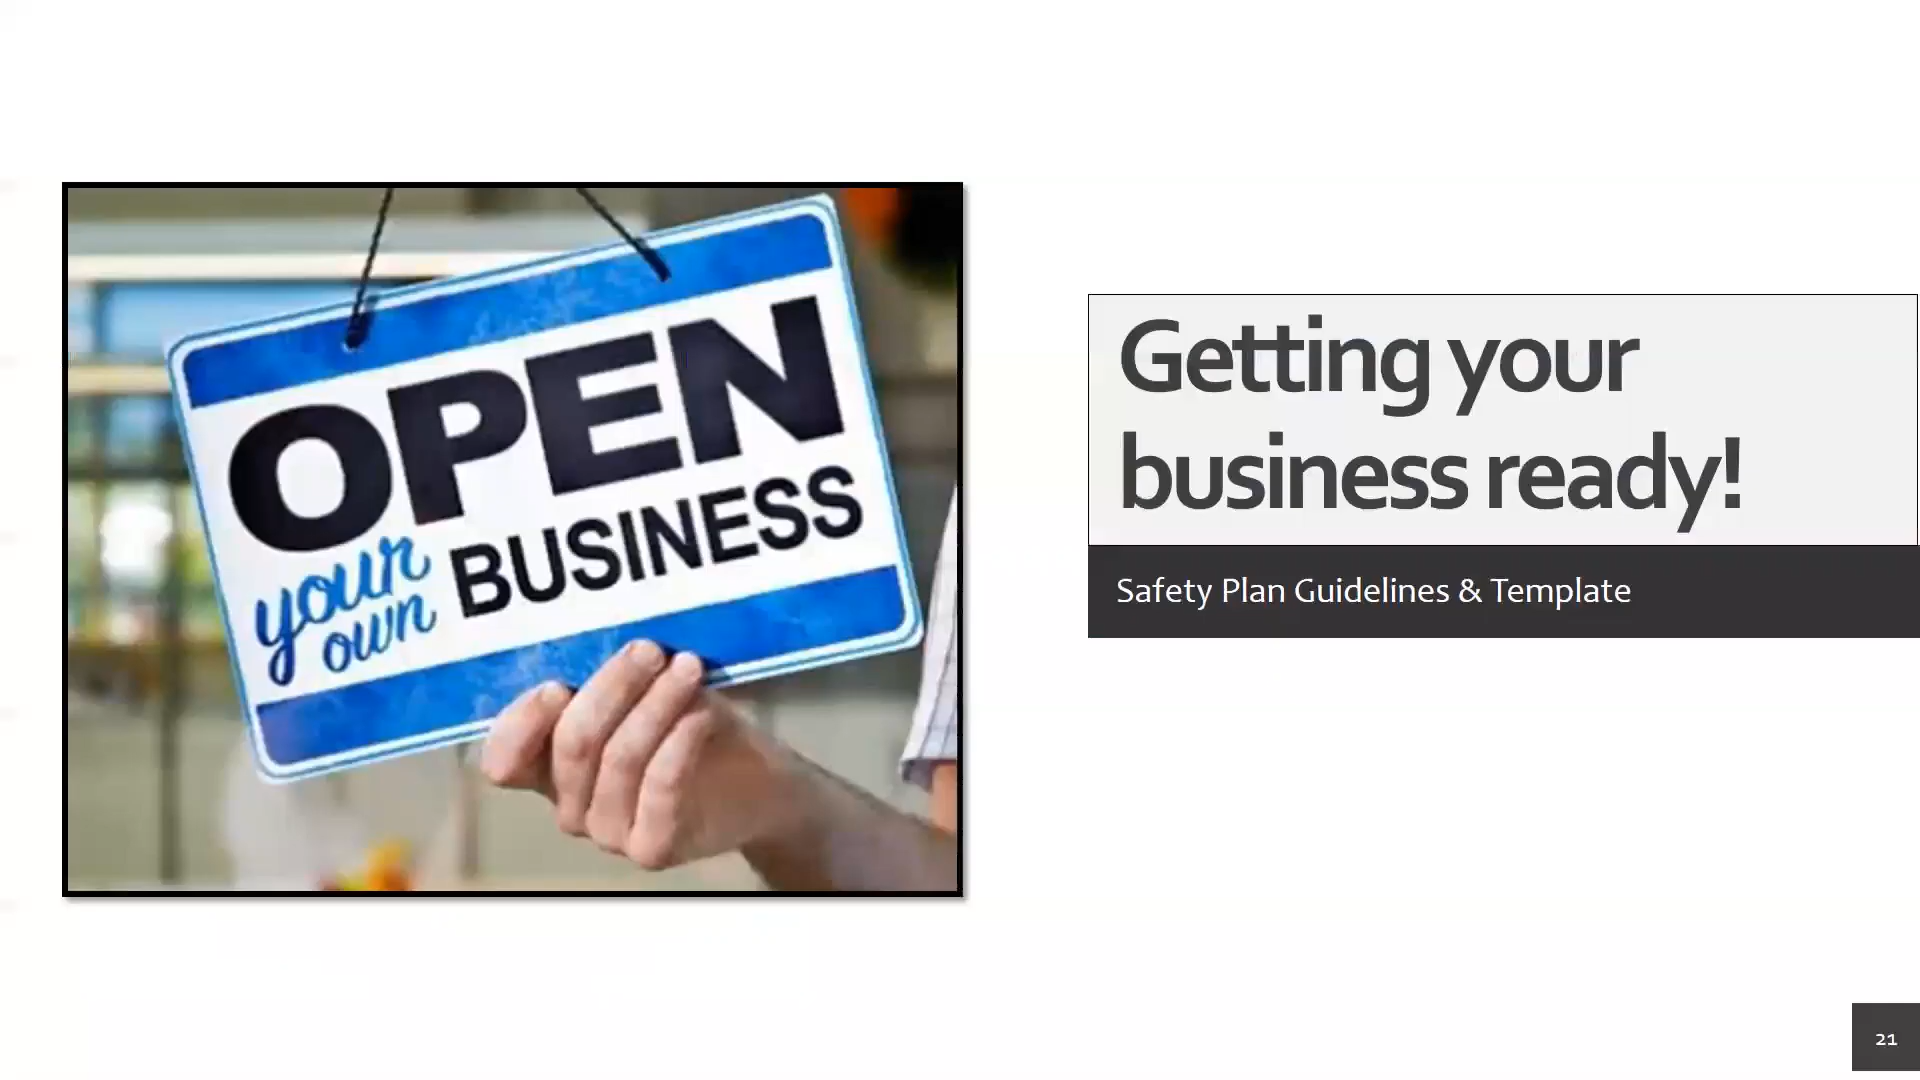 OPEN
your
own BUSINESS
Getting your
business ready!
Safety Plan Guidelines & Template
21